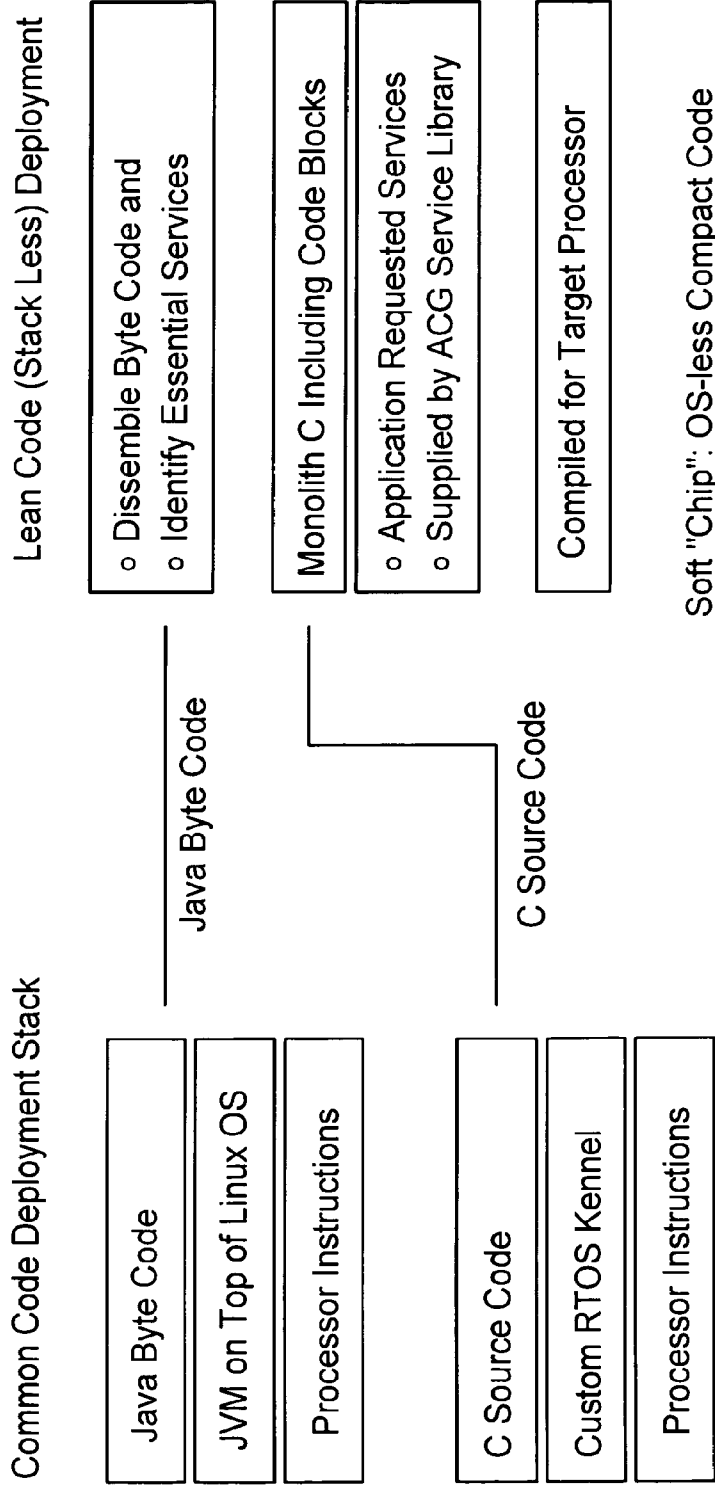 Common Code Deployment Stack
Java Byte Code
JVM on Top of Linux OS
Processor Instructions
C Source Code
Custom RTOS Kennel
Processor Instructions
Java Byte Code
C Source Code
Lean Code (Stack Less) Deployment
o Dissemble Byte Code and
o Identify Essential Services
Monolith C Including Code Blocks
o Application Requested Services
o Supplied by ACG Service Library
Compiled for Target Processor
Soft "Chip": OS-less Compact Code